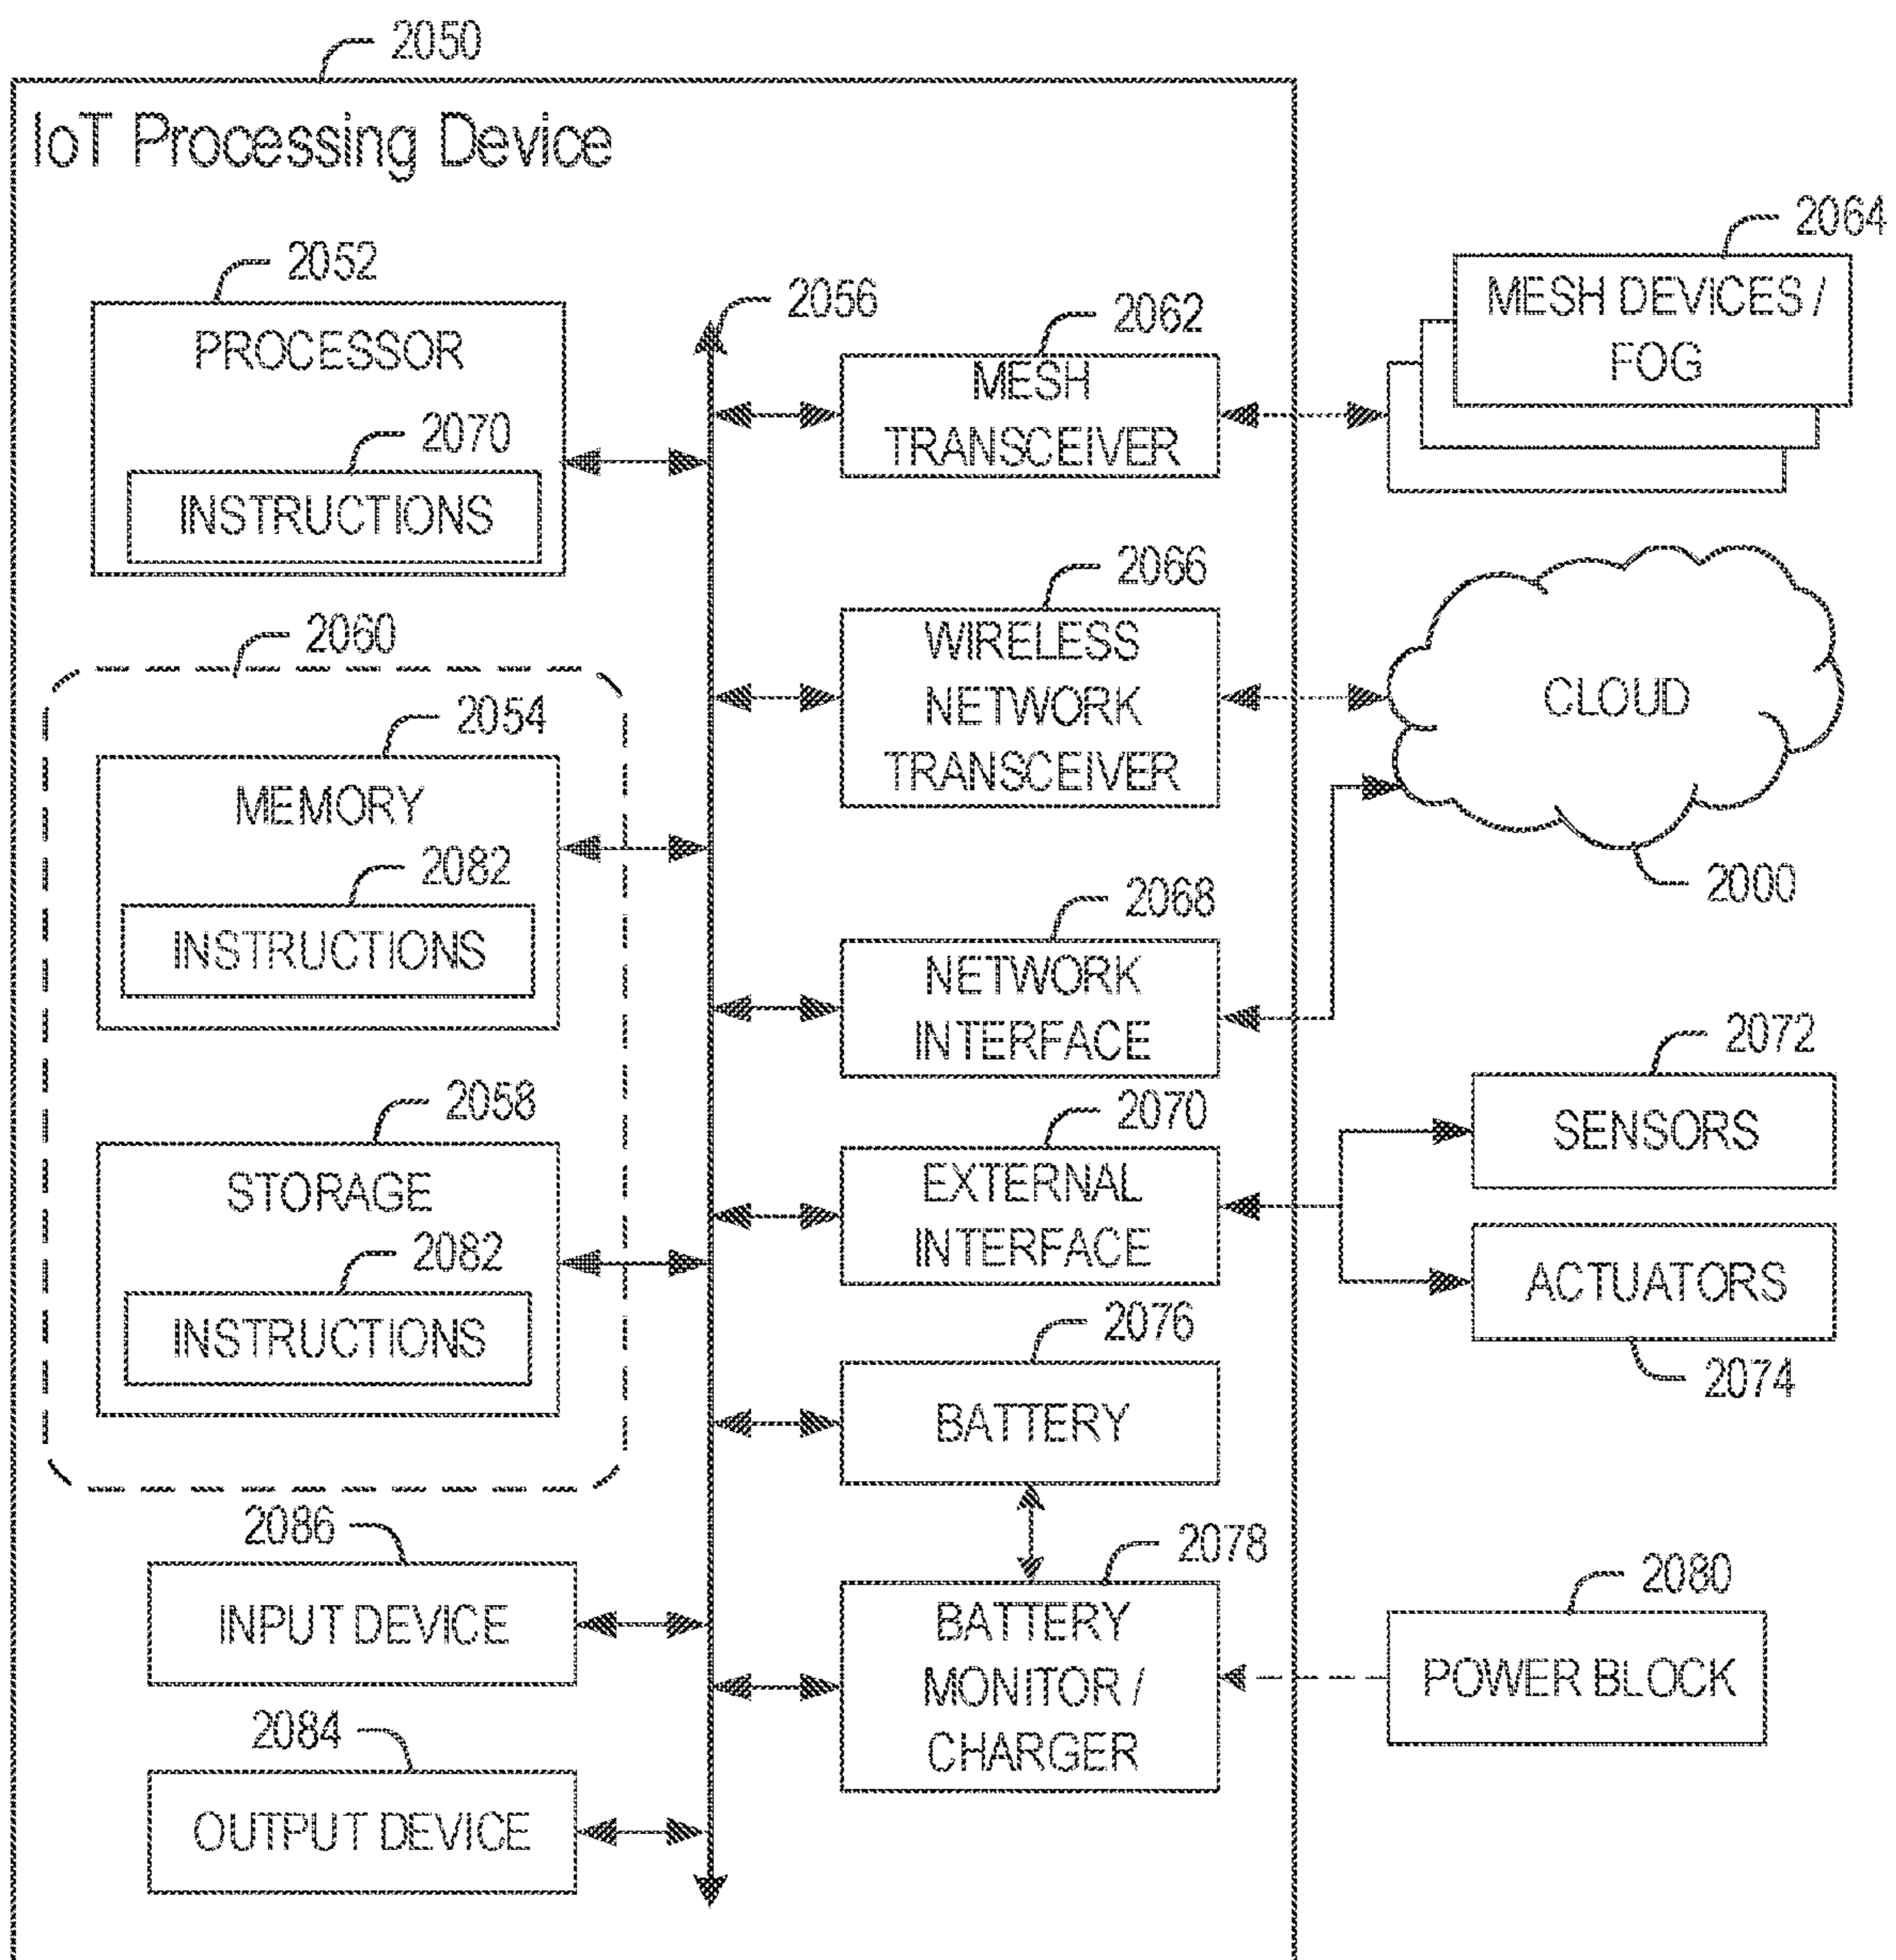 2050
IoT Processing Device
2052
PROCESSOR
2070
INSTRUCTIONS
2060
2054
MEMORY
2082
INSTRUCTIONS
2058
STORAGE
2082
INSTRUCTIONS
2086
INPUT DEVICE
2084
OUTPUT DEVICE
2056
2062
MESH
TRANSCEIVER
2066
WIRELESS
NETWORK
TRANSCEIVER
2068
NETWORK
INTERFACE
2070
EXTERNAL
INTERFACE
2076
BATTERY
2078
BATTERY
MONITOR /
CHARGER
2064
MESH DEVICES /
FOG
CLOUD
2000
2072
SENSORS
ACTUATORS
2074
2080
POWER BLOCK